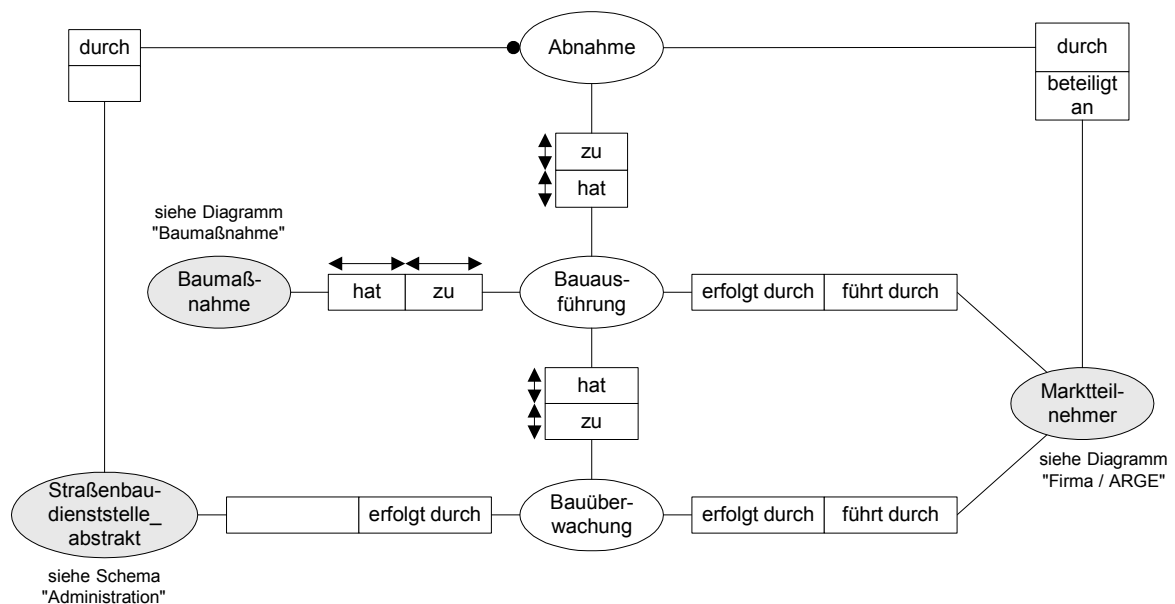 durch
Abnahme
durch
beteiligt
an
zu
hat
siehe Diagramm
"Baumaßnahme"
Baumaß-
nahme
hat
zu
Bauaus-
führung
erfolgt durch
führt durch
hat
zu
Marktteil-
nehmer
siehe Diagramm
"Firma / ARGE"
Straßenbau-
dienststelle_
abstrakt
erfolgt durch
Bauüber-
wachung
erfolgt durch
führt durch
siehe Schema
"Administration"